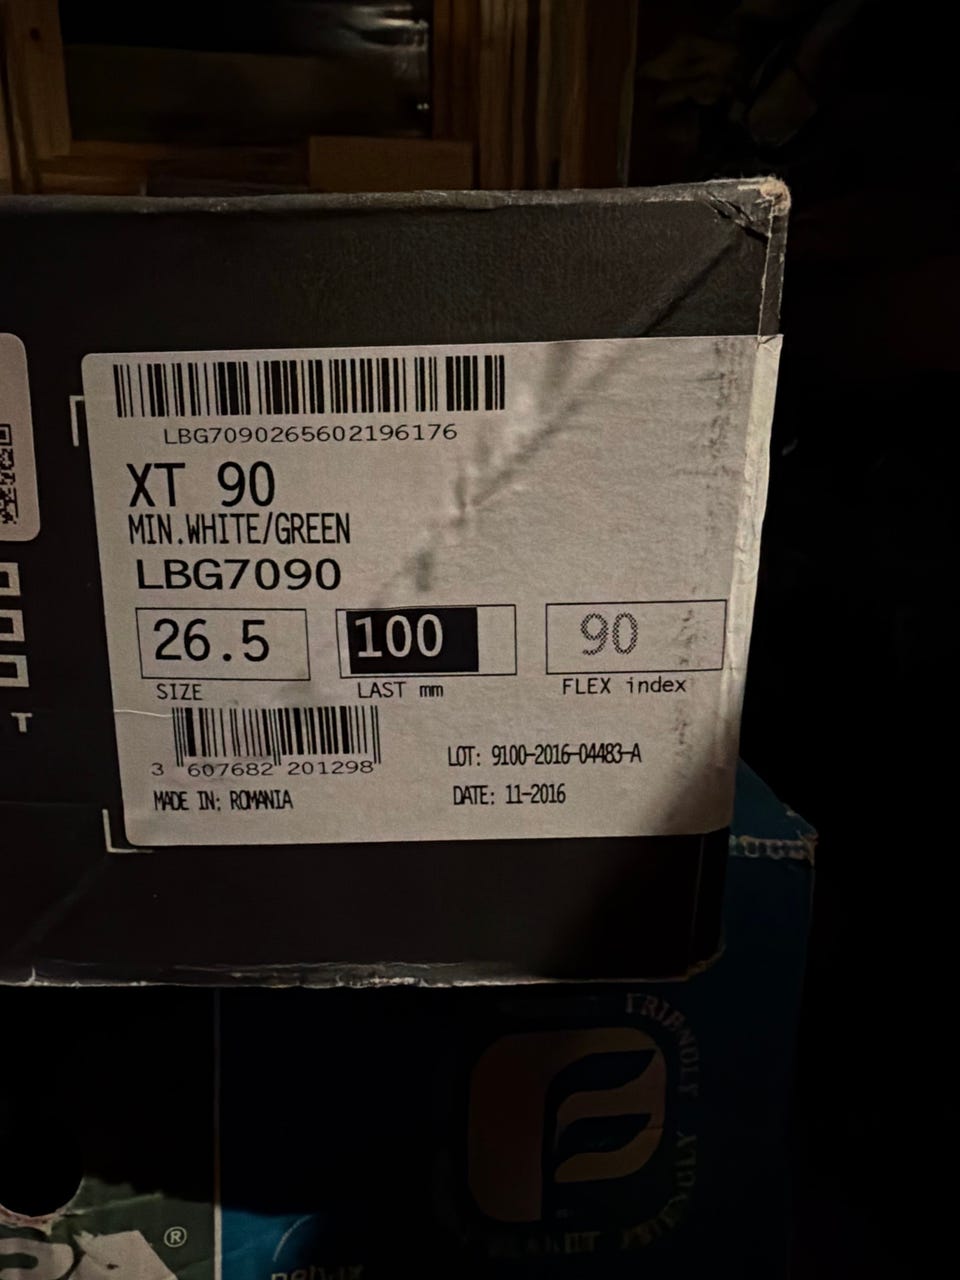 LBG7090265602196176
XT 90
MIN.WHITE/GREEN
LBG7090
26.5 100 90
SIZE LAST mm FLEX index
3 607682 201298
LOT: 9100-2016-04483-A
MADE IN: ROMANIA
DATE: 11-2016
T
FRIENDLY
®